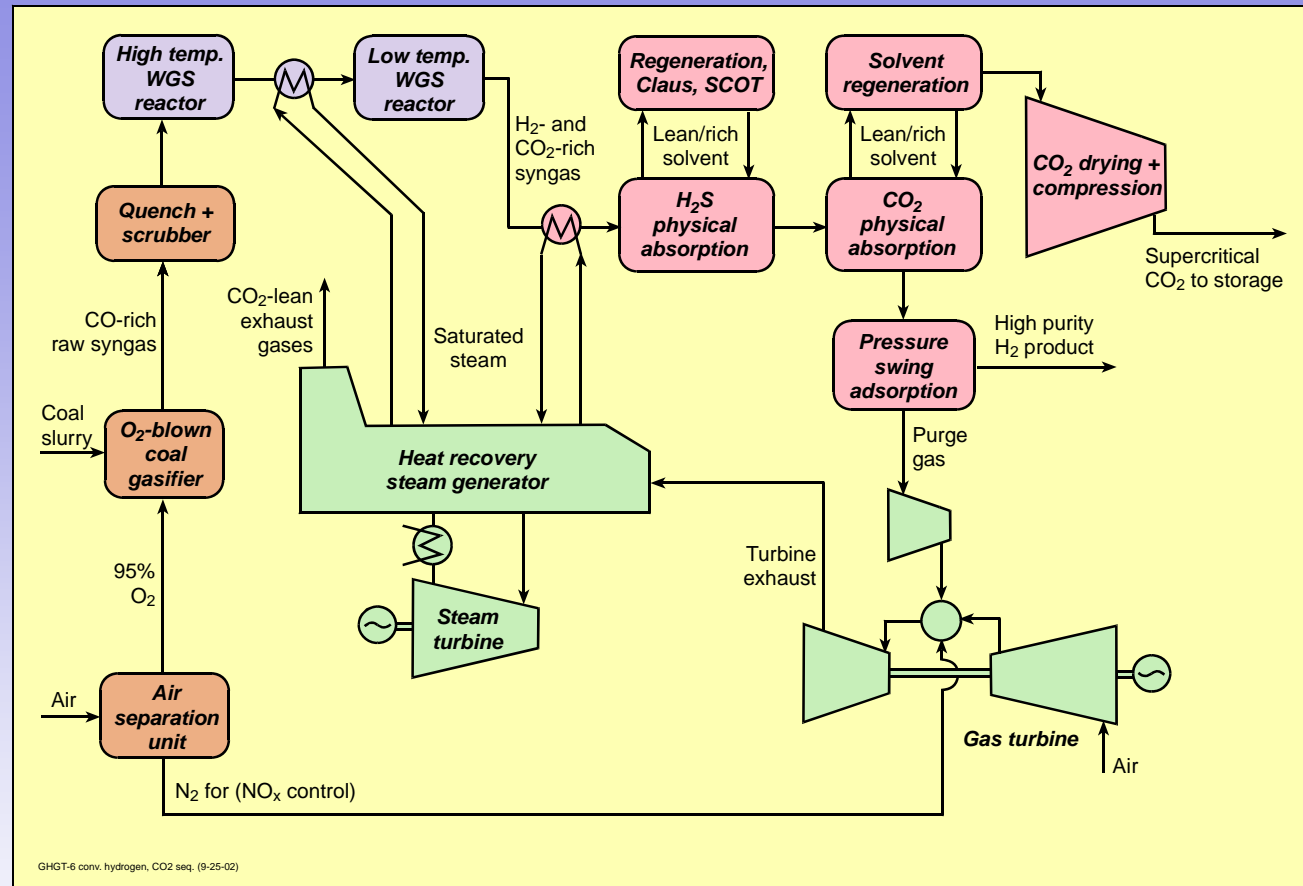 High temp.
WGS
reactor
Low temp.
WGS
reactor
Regeneration,
Claus, SCOT
Solvent
regeneration
H₂- and
CO₂-rich
syngas
Lean/rich
solvent
Lean/rich
solvent
CO₂ drying +
compression
Quench +
scrubber
H₂S
physical
absorption
CO₂
physical
absorption
Supercritical
CO₂ to storage
CO-rich
raw syngas
CO₂-lean
exhaust
gases
Saturated
steam
Pressure
swing
adsorption
High purity
H₂ product
Coal
slurry
O₂-blown
coal
gasifier
Heat recovery
steam generator
Purge
gas
95%
O₂
Turbine
exhaust
Steam
turbine
Air
Air
separation
unit
Gas turbine
Air
N₂ for (NOₓ control)
GHGT-6 conv. hydrogen, CO2 seq. (9-25-02)